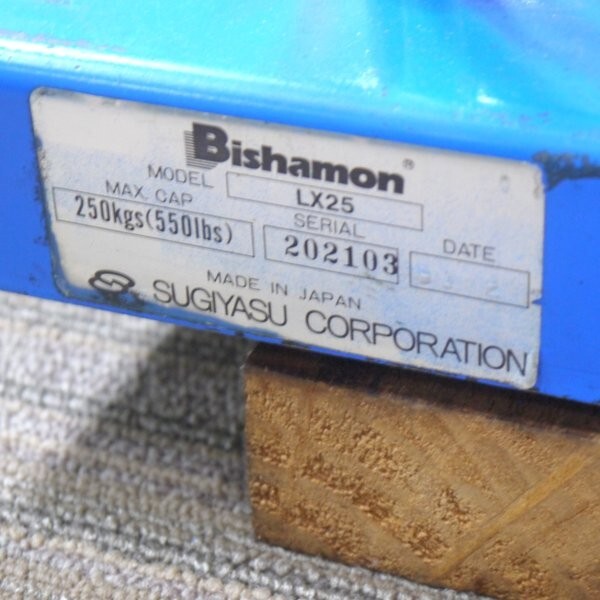 Bishamon®
MODEL LX25
MAX. CAP SERIAL DATE
250kgs(550lbs) 202103
MADE IN JAPAN
SUGIYASU CORPORATION